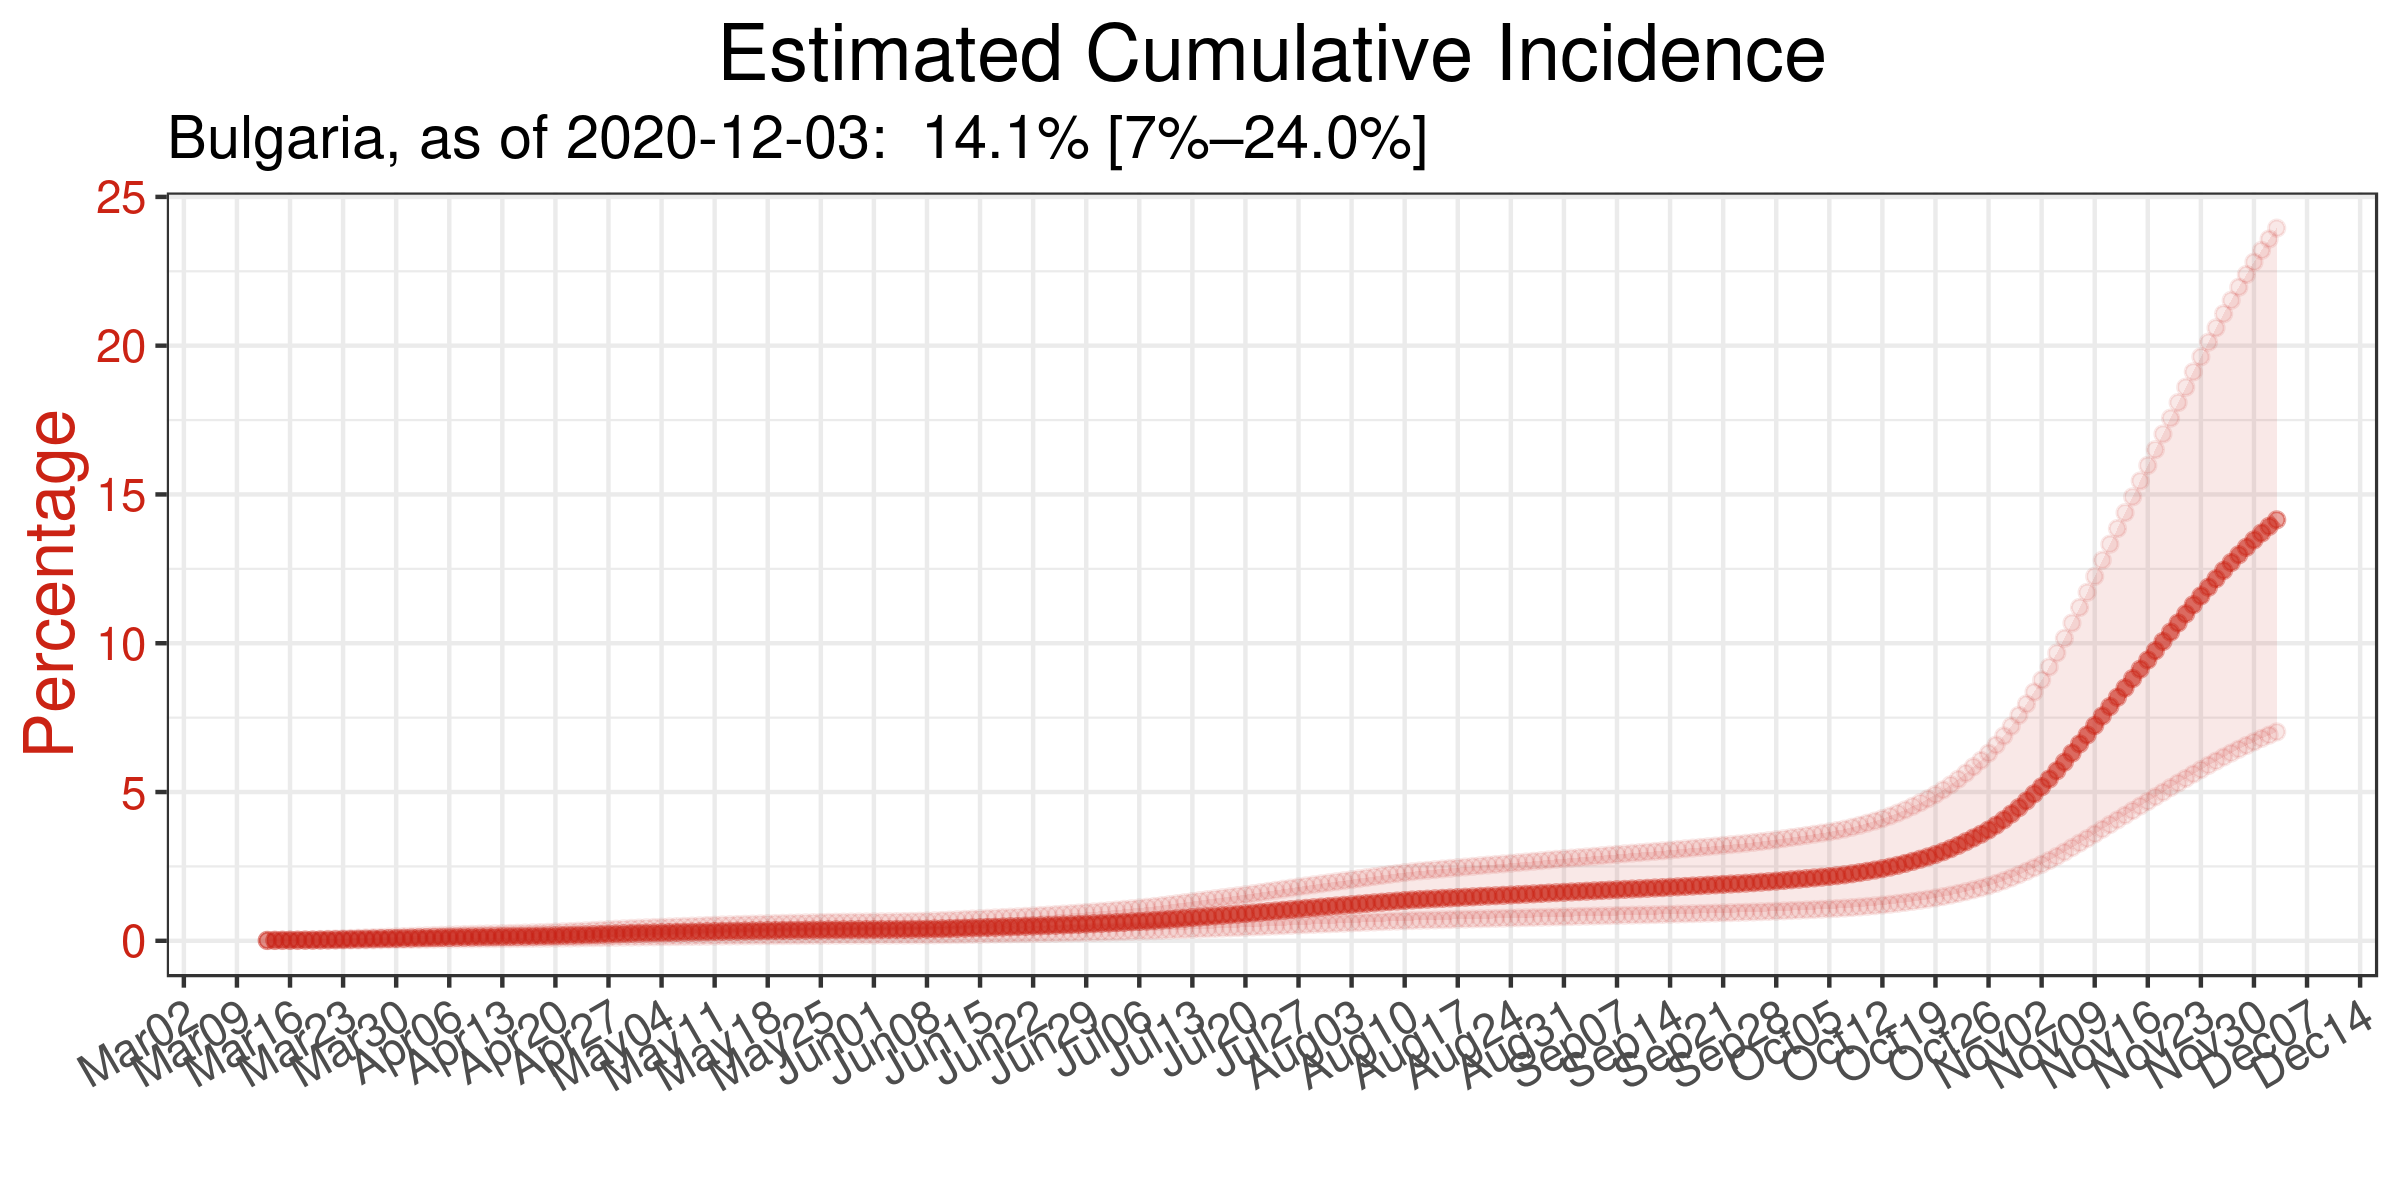 Estimated Cumulative Incidence
Bulgaria, as of 2020-12-03:  14.1% [7%–24.0%]
Percentage
25
20
15
10
5
0
Mar02
Mar09
Mar16
Mar23
Mar30
Apr06
Apr13
Apr20
Apr27
May04
May11
May18
May25
Jun01
Jun08
Jun15
Jun22
Jun29
Jul06
Jul13
Jul20
Jul27
Aug03
Aug10
Aug17
Aug24
Aug31
Sep07
Sep14
Sep21
Sep28
Oct05
Oct12
Oct19
Oct26
Nov02
Nov09
Nov16
Nov23
Nov30
Dec07
Dec14